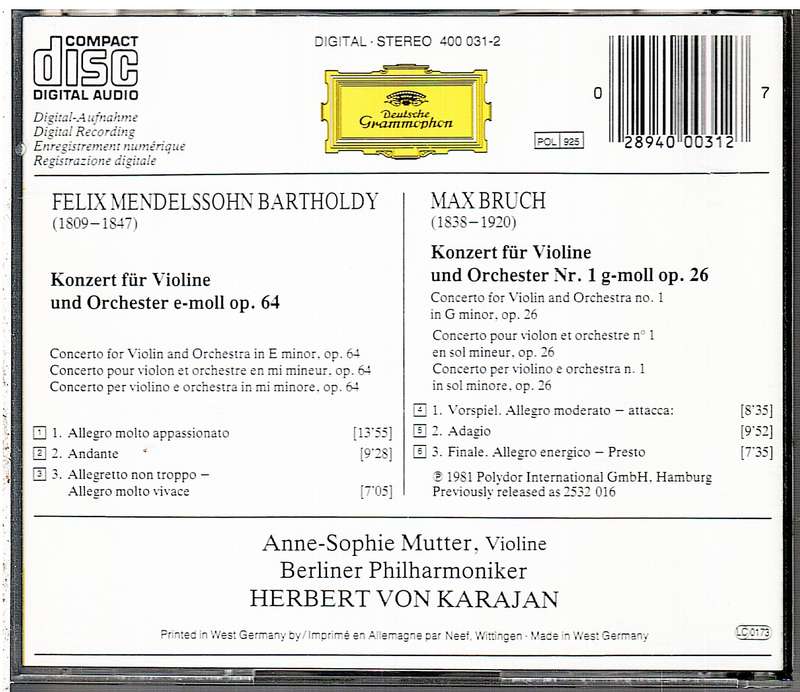 COMPACT
disc
DIGITAL AUDIO
DIGITAL · STEREO 400 031-2
Deutsche
Grammophon
POL 925
0 28940 00312 7
Digital-Aufnahme
Digital Recording
Enregistrement numérique
Registrazione digitale
FELIX MENDELSSOHN BARTHOLDY
(1809–1847)
Konzert für Violine
und Orchester e-moll op. 64
Concerto for Violin and Orchestra in E minor, op. 64
Concerto pour violon et orchestre en mi mineur, op. 64
Concerto per violino e orchestra in mi minore, op. 64
1 1. Allegro molto appassionato [13'55]
2 2. Andante [9'28]
3 3. Allegretto non troppo –
Allegro molto vivace [7'05]
MAX BRUCH
(1838–1920)
Konzert für Violine
und Orchester Nr. 1 g-moll op. 26
Concerto for Violin and Orchestra no. 1
in G minor, op. 26
Concerto pour violon et orchestre n° 1
en sol mineur, op. 26
Concerto per violino e orchestra n. 1
in sol minore, op. 26
4 1. Vorspiel. Allegro moderato – attacca: [8'35]
5 2. Adagio [9'52]
6 3. Finale. Allegro energico – Presto [7'35]
℗ 1981 Polydor International GmbH, Hamburg
Previously released as 2532 016
Anne-Sophie Mutter, Violine
Berliner Philharmoniker
HERBERT VON KARAJAN
Printed in West Germany by / Imprimé en Allemagne par Neef, Wittingen · Made in West Germany
LC 0173